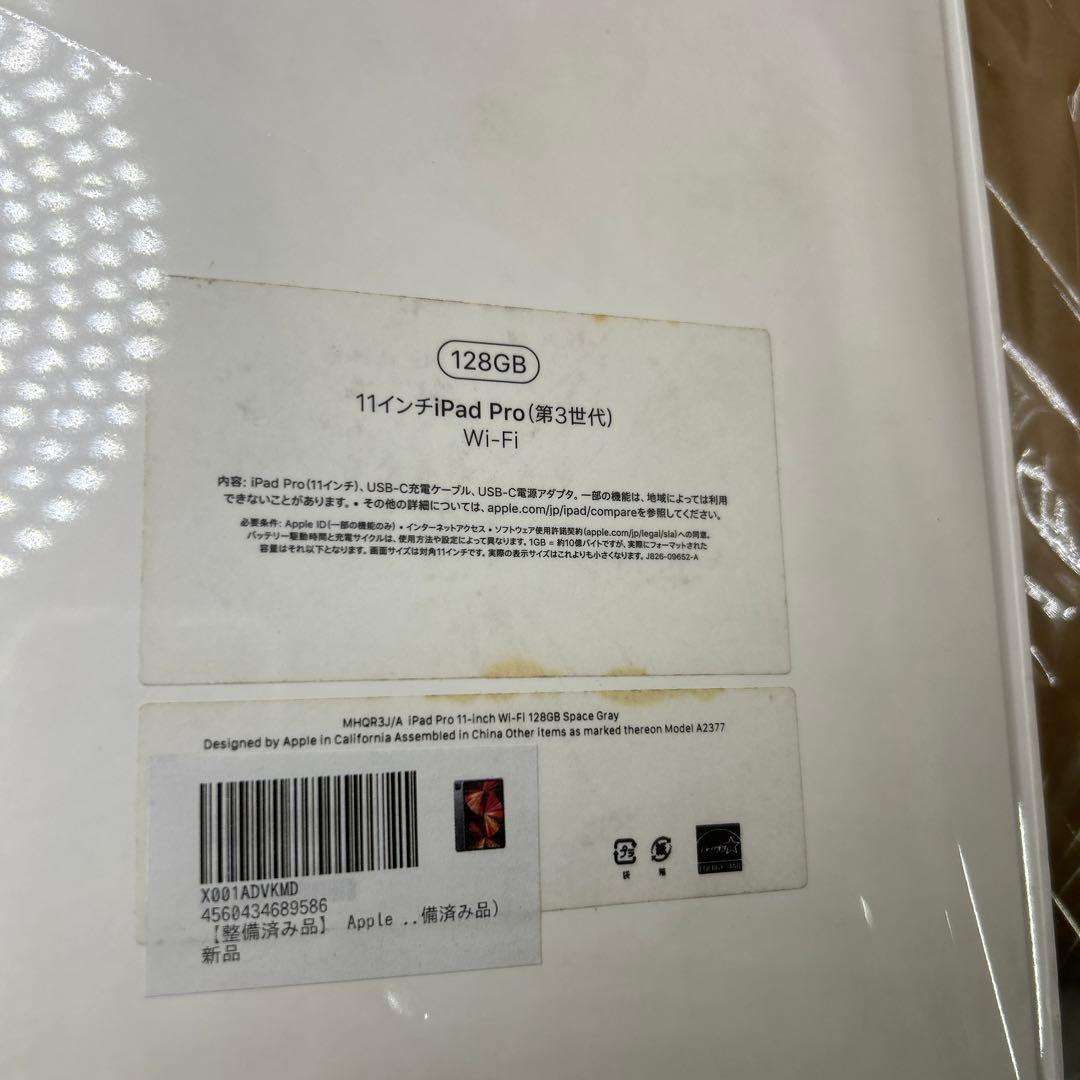 128GB
11インチiPad Pro(第3世代)
Wi-Fi
内容: iPad Pro(11インチ)、USB-C充電ケーブル、USB-C電源アダプタ。一部の機能は、地域によっては利用
できないことがあります。• その他の詳細については、apple.com/jp/ipad/compareを参照してください。
必要条件: Apple ID(一部の機能のみ) • インターネットアクセス • ソフトウェア使用許諾契約(apple.com/jp/legal/sla)への同意。
バッテリー駆動時間と充電サイクルは、使用方法や設定によって異なります。1GB = 約10億バイトですが、実際にフォーマットされた
容量はそれ以下となります。画面サイズは対角11インチです。実際の表示サイズはこれよりも小さくなります。J826-09652-A
MHQR3J/A iPad Pro 11-inch Wi-Fi 128GB Space Gray
Designed by Apple in California Assembled in China Other items as marked thereon Model A2377
X001ADVKMD
4560434689586
【整備済み品】 Apple ..備済み品)
新品
プラ
袋
箱
ENERGY STAR